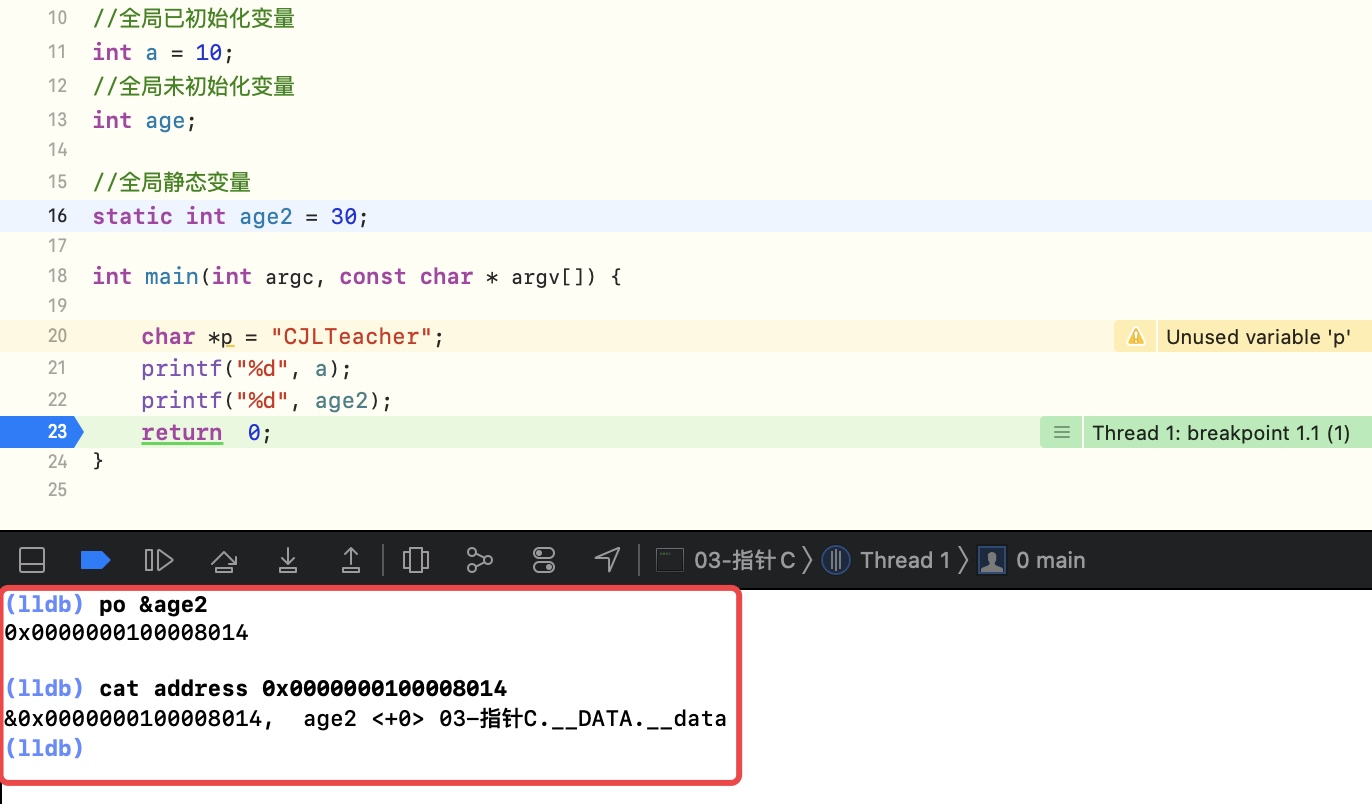 10 //全局已初始化变量
11 int a = 10;
12 //全局未初始化变量
13 int age;
14
15 //全局静态变量
16 static int age2 = 30;
17
18 int main(int argc, const char * argv[]) {
19
20 char *p = "CJLTeacher"; Unused variable 'p'
21 printf("%d", a);
22 printf("%d", age2);
23 return 0; Thread 1: breakpoint 1.1 (1)
24 }
25
03-指针C 〉 Thread 1 〉 0 main
(lldb) po &age2
0x0000000100008014
(lldb) cat address 0x0000000100008014
&0x0000000100008014, age2 <+0> 03-指针C.__DATA.__data
(lldb)